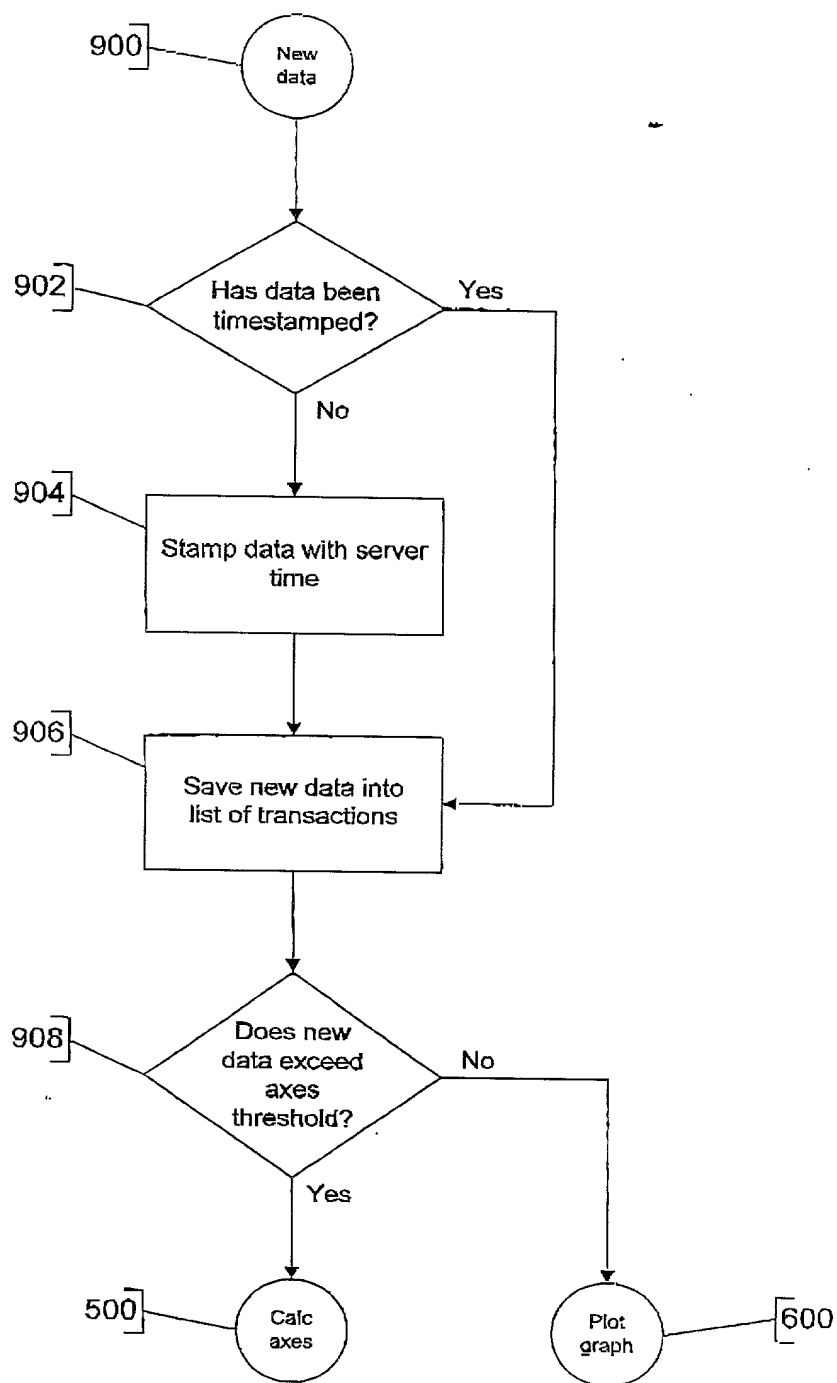 900
New
data
902
Has data been
timestamped?
Yes
No
904
Stamp data with server
time
906
Save new data into
list of transactions
908
Does new
data exceed
axes
threshold?
No
Yes
500
Calc
axes
Plot
graph
600